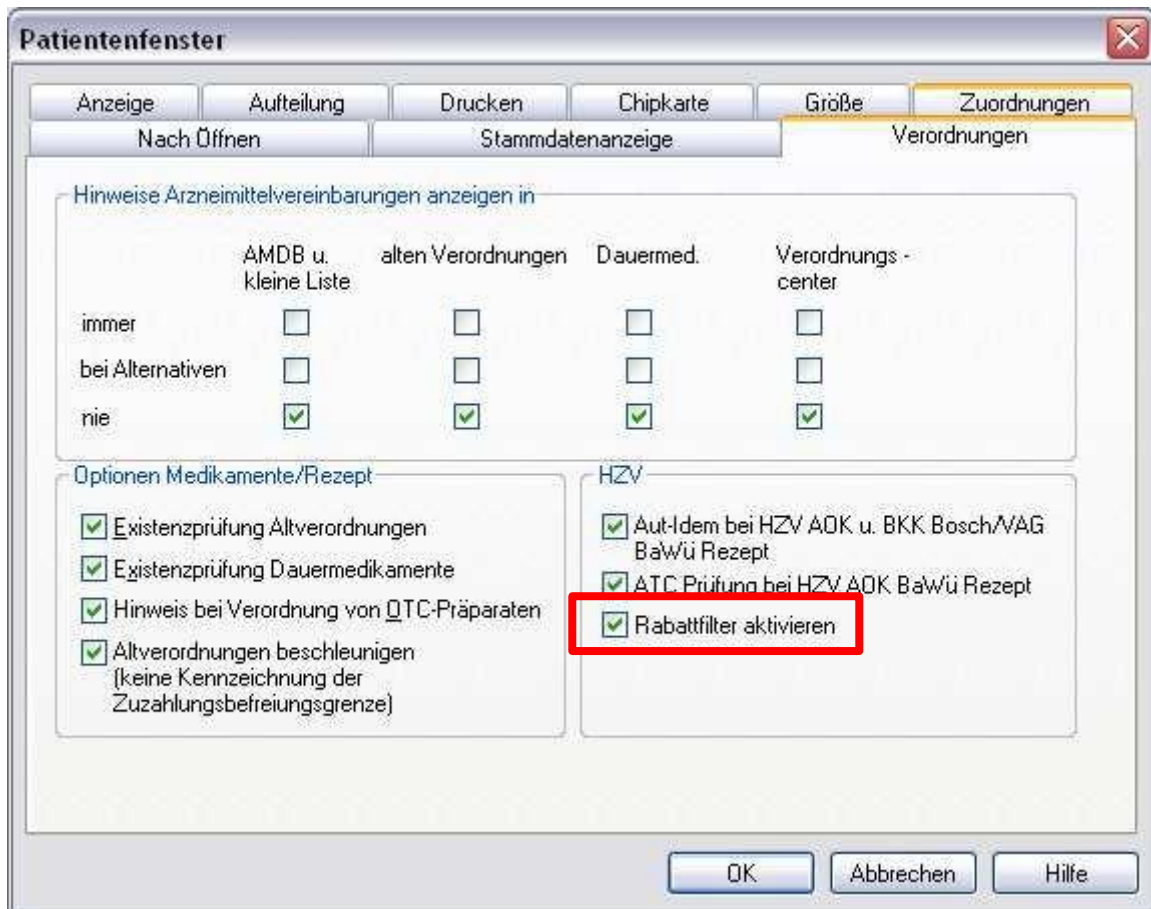 Patientenfenster
Anzeige Aufteilung Drucken Chipkarte Größe Zuordnungen
Nach Öffnen Stammdatenanzeige Verordnungen
Hinweise Arzneimittelvereinbarungen anzeigen in
AMDB u. alten Verordnungen Dauermed. Verordnungs -
kleine Liste center
immer
bei Alternativen
nie
Optionen Medikamente/Rezept
Existenzprüfung Altverordnungen
Existenzprüfung Dauermedikamente
Hinweis bei Verordnung von OTC-Präparaten
Altverordnungen beschleunigen
(keine Kennzeichnung der
Zuzahlungsbefreiungsgrenze)
HZV
Aut-Idem bei HZV AOK u. BKK Bosch/VAG
BaWü Rezept
ATC Prüfung bei HZV AOK BaWü Rezept
Rabattfilter aktivieren
OK Abbrechen Hilfe